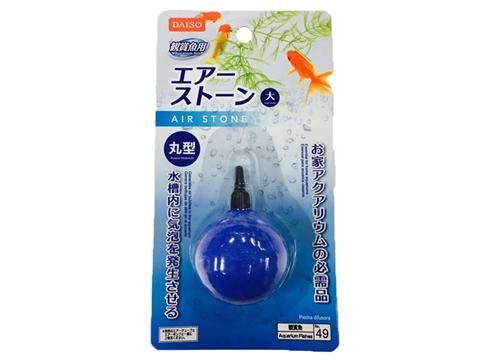 DAISO
観賞魚用
エアー
ストーン
大
AIR STONE
丸型
お家アクアリウムの必需品
水槽内に気泡を発生させる
Piedra difusora
観賞魚
Aquarium Fishes
No.
49